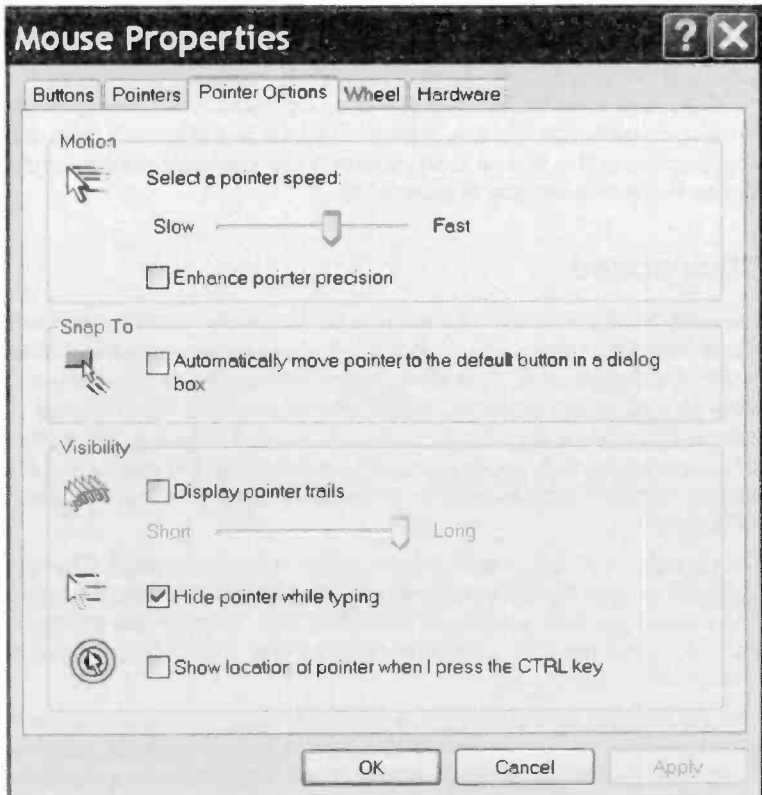 Mouse Properties
Buttons Pointers Pointer Options Wheel Hardware
Motion
Select a pointer speed:
Slow Fast
Enhance pointer precision
Snap To
Automatically move pointer to the default button in a dialog
box
Visibility
Display pointer trails
Short Long
Hide pointer while typing
Show location of pointer when I press the CTRL key
OK Cancel Apply